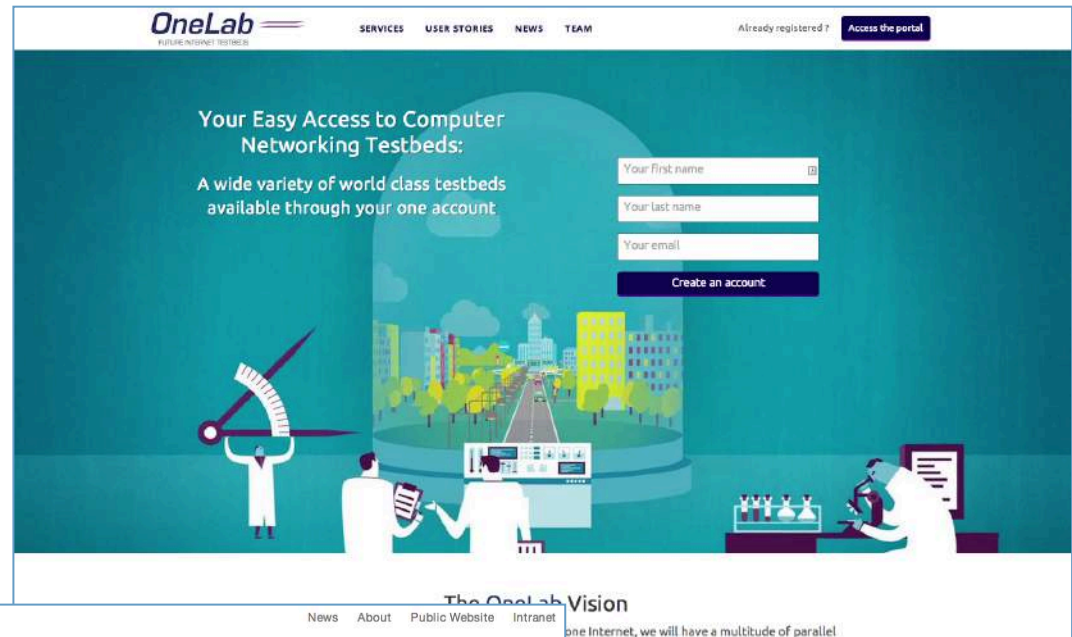 OneLab
FUTURE INTERNET TESTBEDS
SERVICES USER STORIES NEWS TEAM
Already registered ? Access the portal
Your Easy Access to Computer
Networking Testbeds:
A wide variety of world class testbeds
available through your one account
Your first name
Your last name
Your email
Create an account
The OneLab Vision
News About Public Website Intranet
one Internet, we will have a multitude of parallel